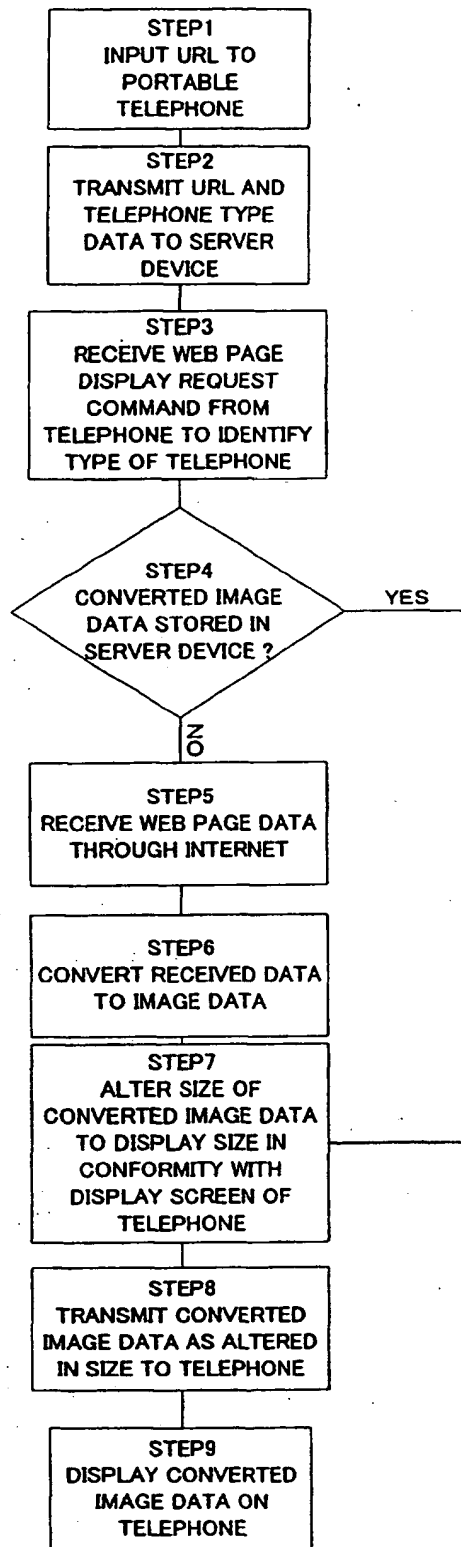 STEP1
INPUT URL TO
PORTABLE
TELEPHONE
STEP2
TRANSMIT URL AND
TELEPHONE TYPE
DATA TO SERVER
DEVICE
STEP3
RECEIVE WEB PAGE
DISPLAY REQUEST
COMMAND FROM
TELEPHONE TO IDENTIFY
TYPE OF TELEPHONE
STEP4
CONVERTED IMAGE
DATA STORED IN
SERVER DEVICE ?
YES
NO
STEP5
RECEIVE WEB PAGE DATA
THROUGH INTERNET
STEP6
CONVERT RECEIVED DATA
TO IMAGE DATA
STEP7
ALTER SIZE OF
CONVERTED IMAGE DATA
TO DISPLAY SIZE IN
CONFORMITY WITH
DISPLAY SCREEN OF
TELEPHONE
STEP8
TRANSMIT CONVERTED
IMAGE DATA AS ALTERED
IN SIZE TO TELEPHONE
STEP9
DISPLAY CONVERTED
IMAGE DATA ON
TELEPHONE